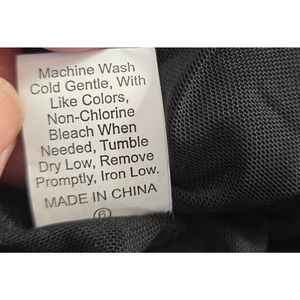 Machine Wash
Cold Gentle, With
Like Colors,
Non-Chlorine
Bleach When
Needed, Tumble
Dry Low, Remove
Promptly, Iron Low.
MADE IN CHINA
6